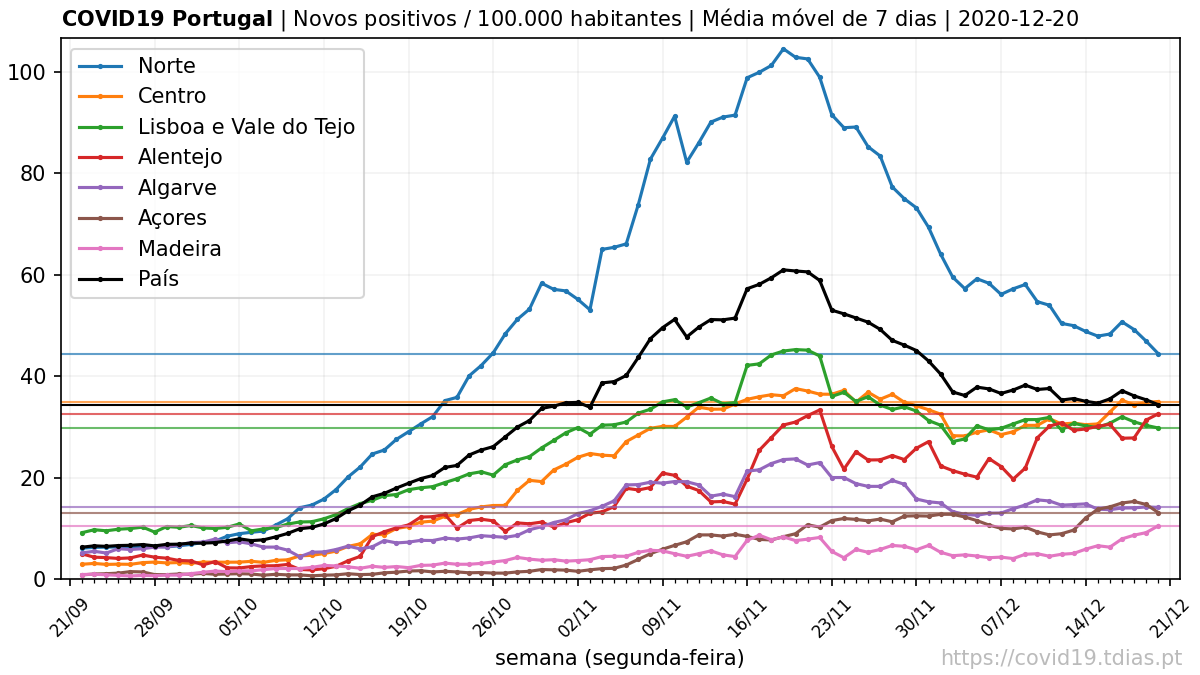 COVID19 Portugal | Novos positivos / 100.000 habitantes | Média móvel de 7 dias | 2020-12-20
100
80
60
40
20
0
Norte
Centro
Lisboa e Vale do Tejo
Alentejo
Algarve
Açores
Madeira
País
21/09 28/09 05/10 12/10 19/10 26/10 02/11 09/11 16/11 23/11 30/11 07/12 14/12 21/12
semana (segunda-feira)
https://covid19.tdias.pt